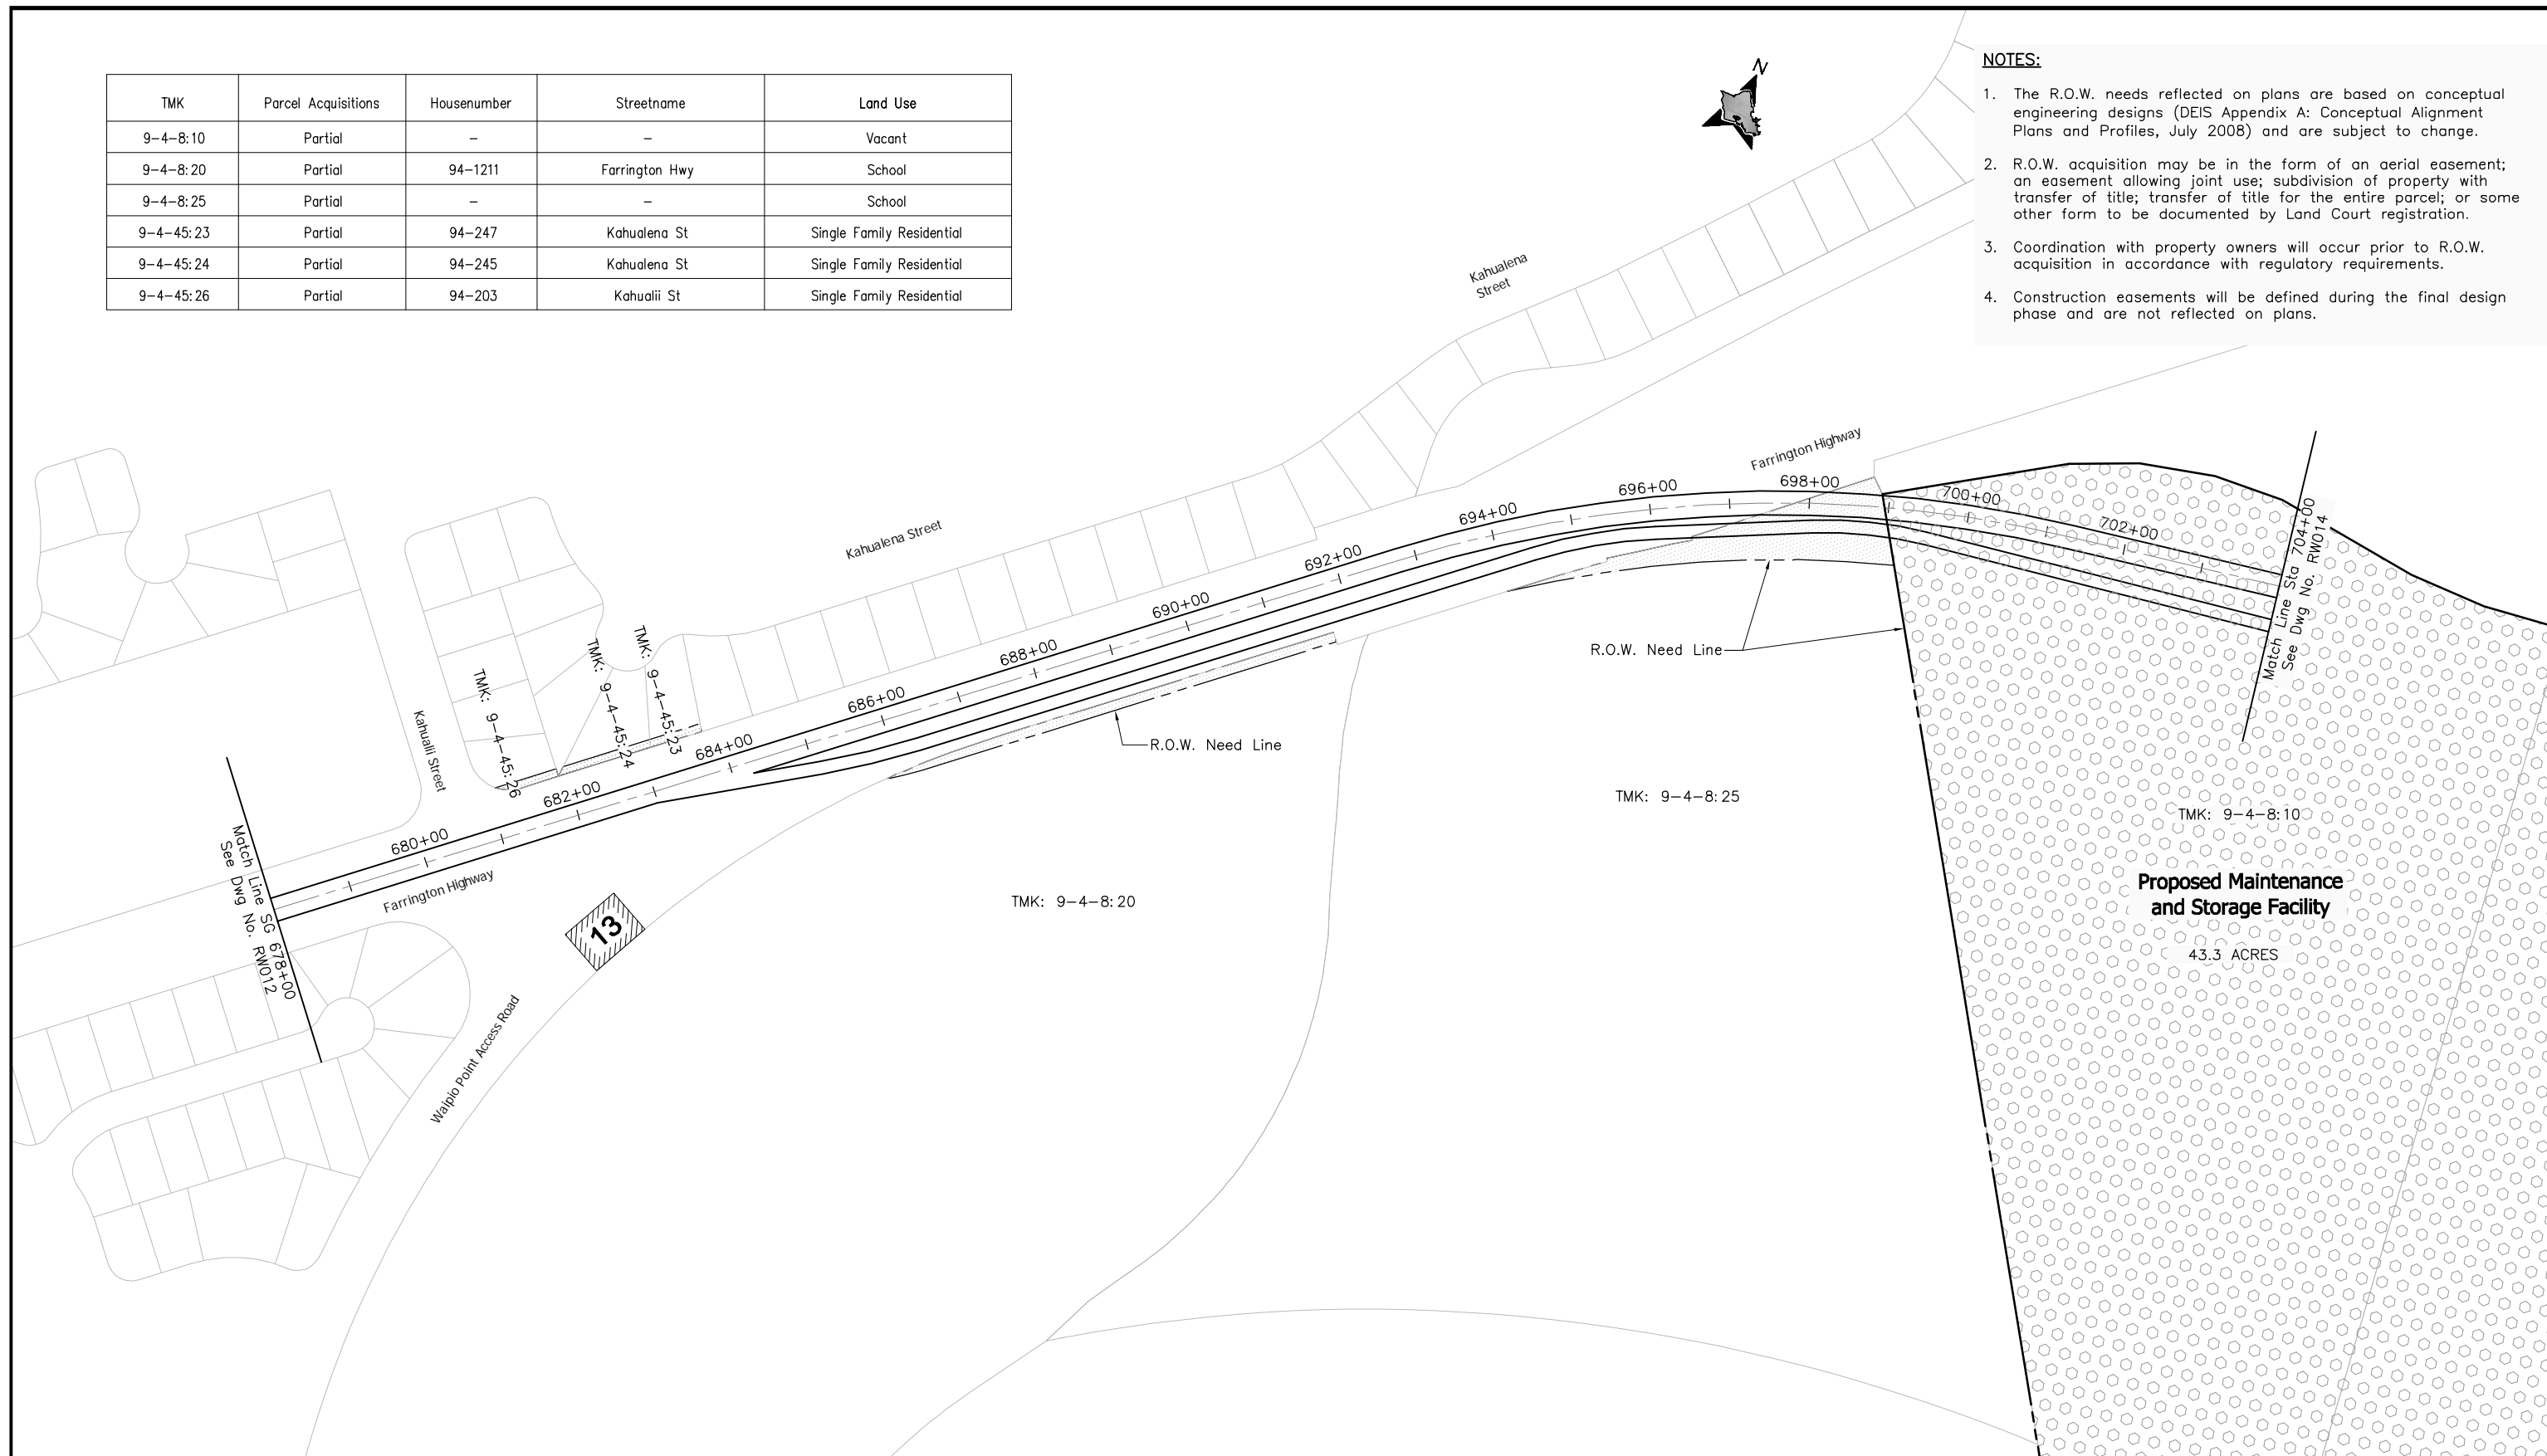 TMK Parcel Acquisitions Housenumber Streetname Land Use
9-4-8:10 Partial - - Vacant
9-4-8:20 Partial 94-1211 Farrington Hwy School
9-4-8:25 Partial - - School
9-4-45:23 Partial 94-247 Kahualena St Single Family Residential
9-4-45:24 Partial 94-245 Kahualena St Single Family Residential
9-4-45:26 Partial 94-203 Kahualii St Single Family Residential
N
NOTES:
1. The R.O.W. needs reflected on plans are based on conceptual
engineering designs (DEIS Appendix A: Conceptual Alignment
Plans and Profiles, July 2008) and are subject to change.
2. R.O.W. acquisition may be in the form of an aerial easement;
an easement allowing joint use; subdivision of property with
transfer of title; transfer of title for the entire parcel; or some
other form to be documented by Land Court registration.
3. Coordination with property owners will occur prior to R.O.W.
acquisition in accordance with regulatory requirements.
4. Construction easements will be defined during the final design
phase and are not reflected on plans.
Kahualena
Street
Farrington Highway
Kahualena Street
680+00
682+00
684+00
686+00
688+00
690+00
692+00
694+00
696+00
698+00
700+00
702+00
Match Line Sta 704+00
See Dwg No. RW014
TMK: 9-4-45:26
TMK: 9-4-45:24
TMK: 9-4-45:23
Kahualii Street
R.O.W. Need Line
R.O.W. Need Line
Match Line SG 678+00
See Dwg No. RW012
Farrington Highway
13
Waipio Point Access Road
TMK: 9-4-8:20
TMK: 9-4-8:25
TMK: 9-4-8:10
Proposed Maintenance
and Storage Facility
43.3 ACRES